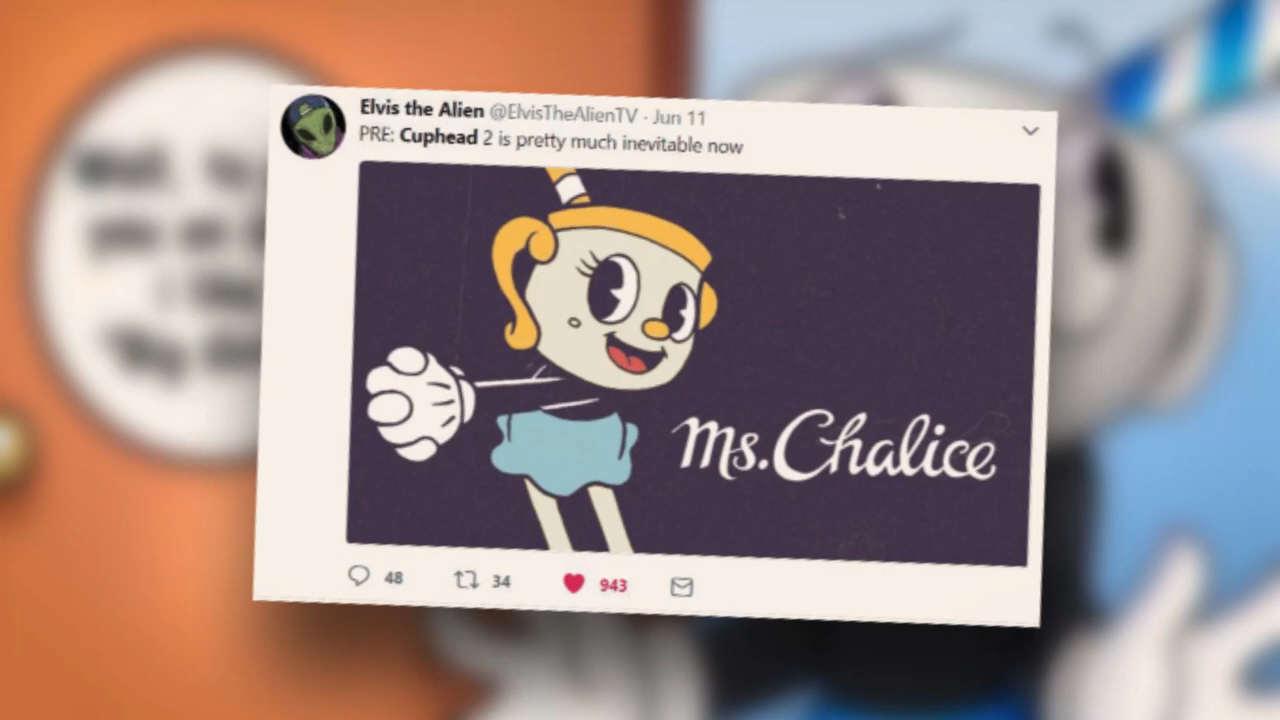 Elvis the Alien @ElvisTheAlienTV · Jun 11
PRE: Cuphead 2 is pretty much inevitable now
Ms. Chalice
48 34 943